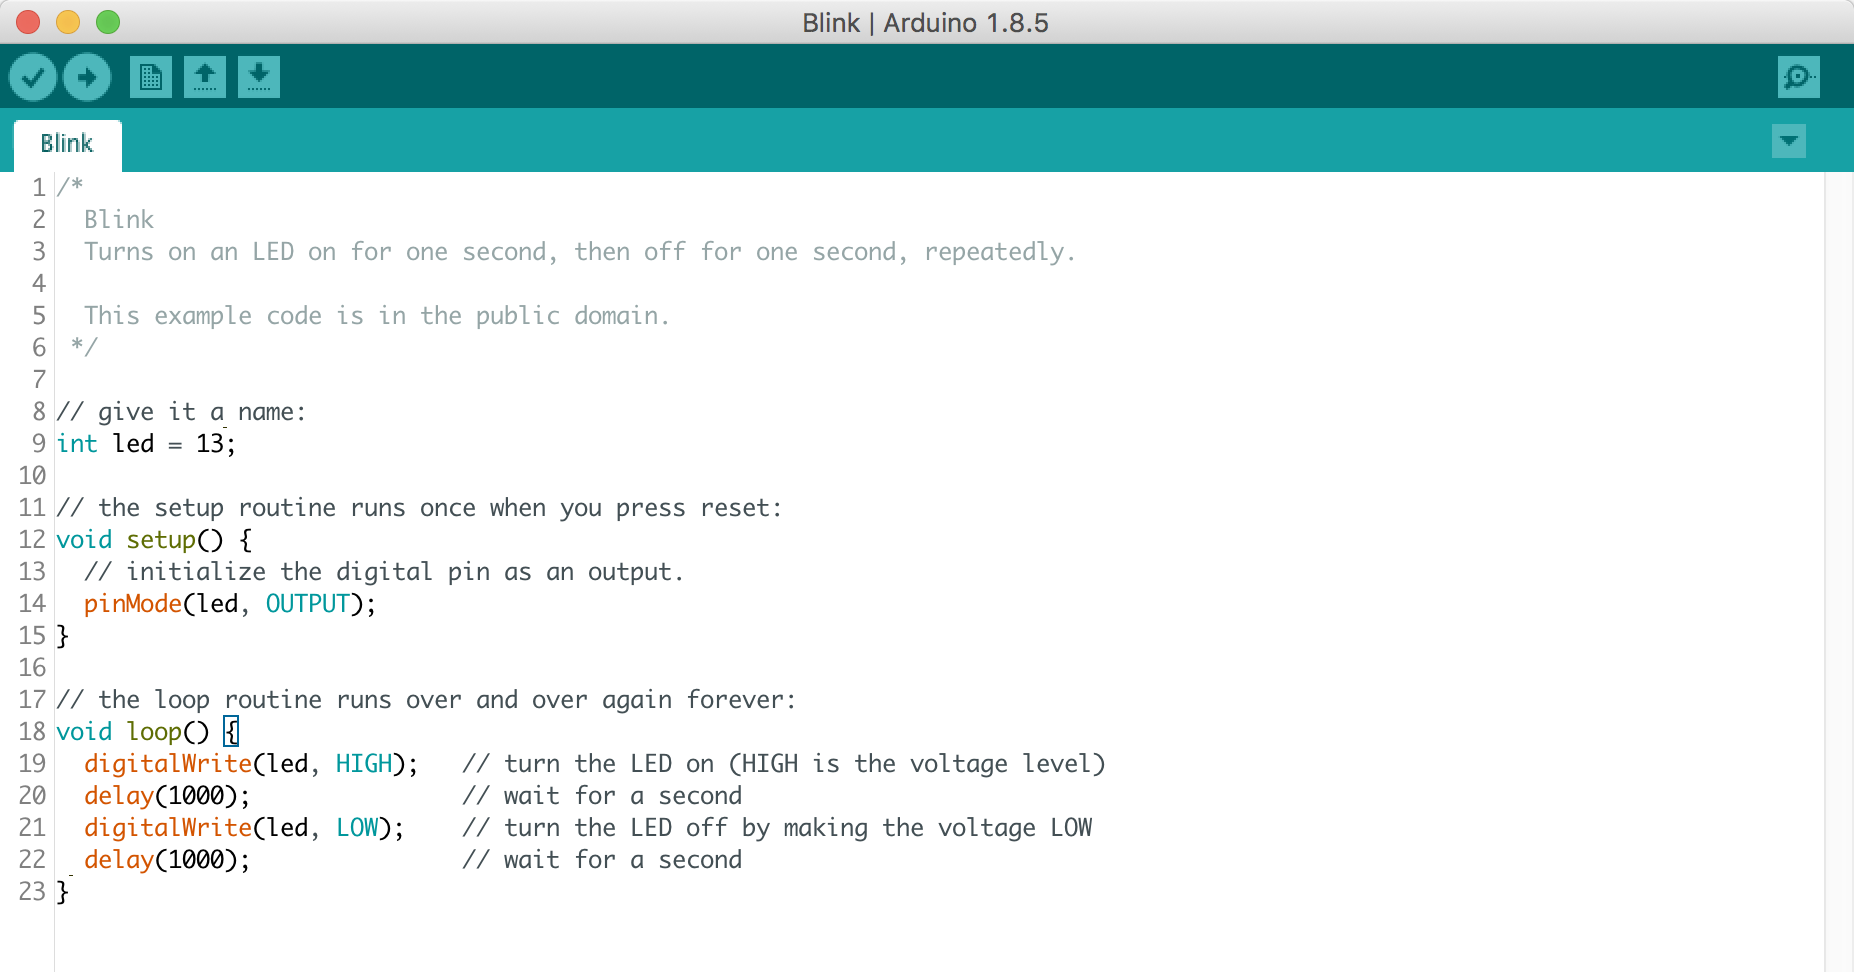 Blink | Arduino 1.8.5
Blink
1 /*
2   Blink
3   Turns on an LED on for one second, then off for one second, repeatedly.
4
5   This example code is in the public domain.
6  */
7
8 // give it a name:
9 int led = 13;
10
11 // the setup routine runs once when you press reset:
12 void setup() {
13   // initialize the digital pin as an output.
14   pinMode(led, OUTPUT);
15 }
16
17 // the loop routine runs over and over again forever:
18 void loop() {
19   digitalWrite(led, HIGH);   // turn the LED on (HIGH is the voltage level)
20   delay(1000);               // wait for a second
21   digitalWrite(led, LOW);    // turn the LED off by making the voltage LOW
22   delay(1000);               // wait for a second
23 }